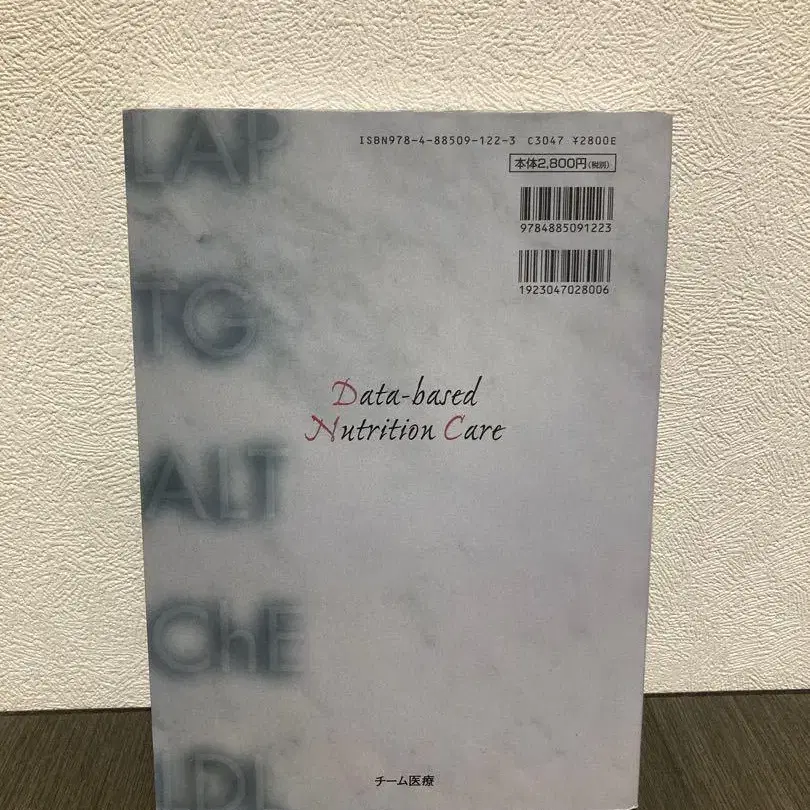 ISBN978-4-88509-122-3 C3047 ¥2800E
本体2,800円(税別)
9784885091223
1923047028006
LAP
TG
ALT
ChE
LDL
Data-based
Nutrition Care
チーム医療